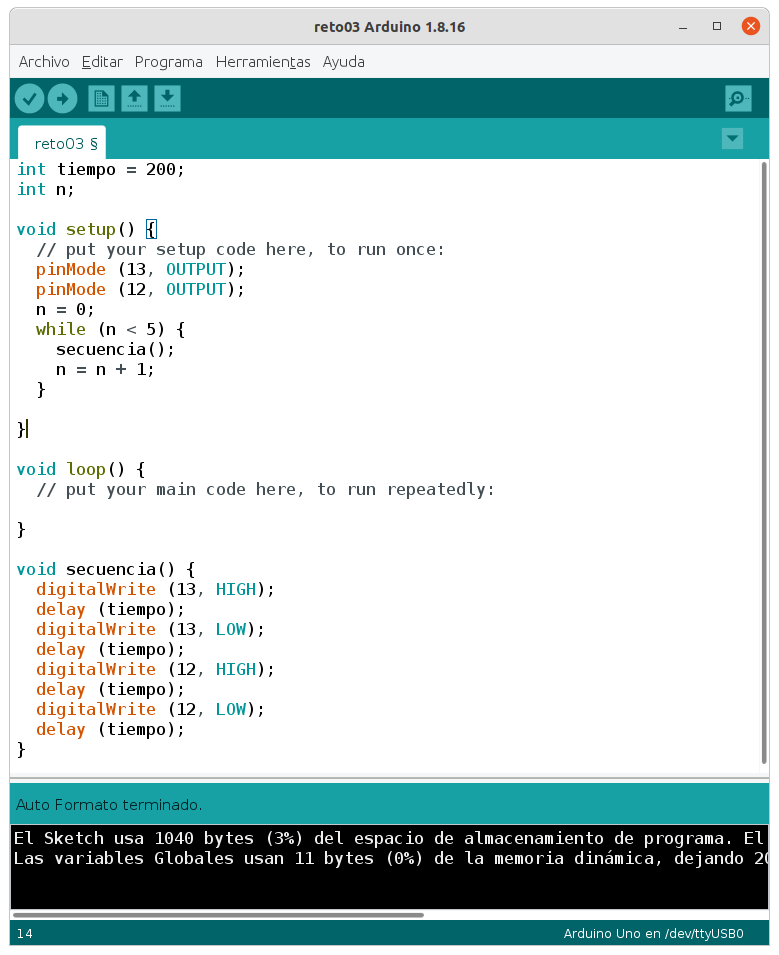 reto03 Arduino 1.8.16
Archivo Editar Programa Herramientas Ayuda
reto03 §
int tiempo = 200;
int n;
void setup() {
  // put your setup code here, to run once:
  pinMode (13, OUTPUT);
  pinMode (12, OUTPUT);
  n = 0;
  while (n < 5) {
    secuencia();
    n = n + 1;
  }
}
void loop() {
  // put your main code here, to run repeatedly:
}
void secuencia() {
  digitalWrite (13, HIGH);
  delay (tiempo);
  digitalWrite (13, LOW);
  delay (tiempo);
  digitalWrite (12, HIGH);
  delay (tiempo);
  digitalWrite (12, LOW);
  delay (tiempo);
}
Auto Formato terminado.
El Sketch usa 1040 bytes (3%) del espacio de almacenamiento de programa. El
Las variables Globales usan 11 bytes (0%) de la memoria dinámica, dejando 20
14 Arduino Uno en /dev/ttyUSB0